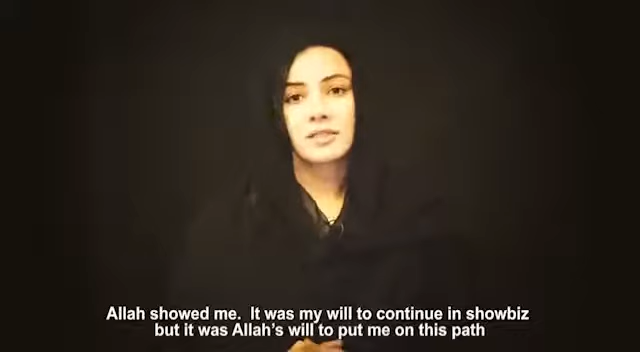 Allah showed me.  It was my will to continue in showbiz
but it was Allah's will to put me on this path